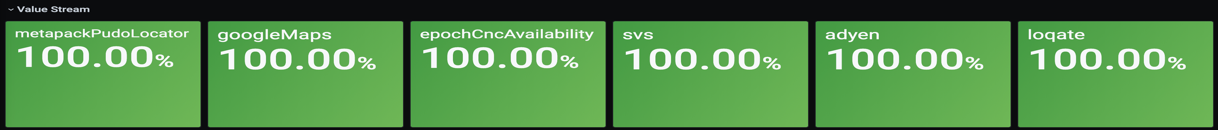 Value Stream
metapackPudoLocator
100.00%
googleMaps
100.00%
epochCncAvailability
100.00%
svs
100.00%
adyen
100.00%
loqate
100.00%